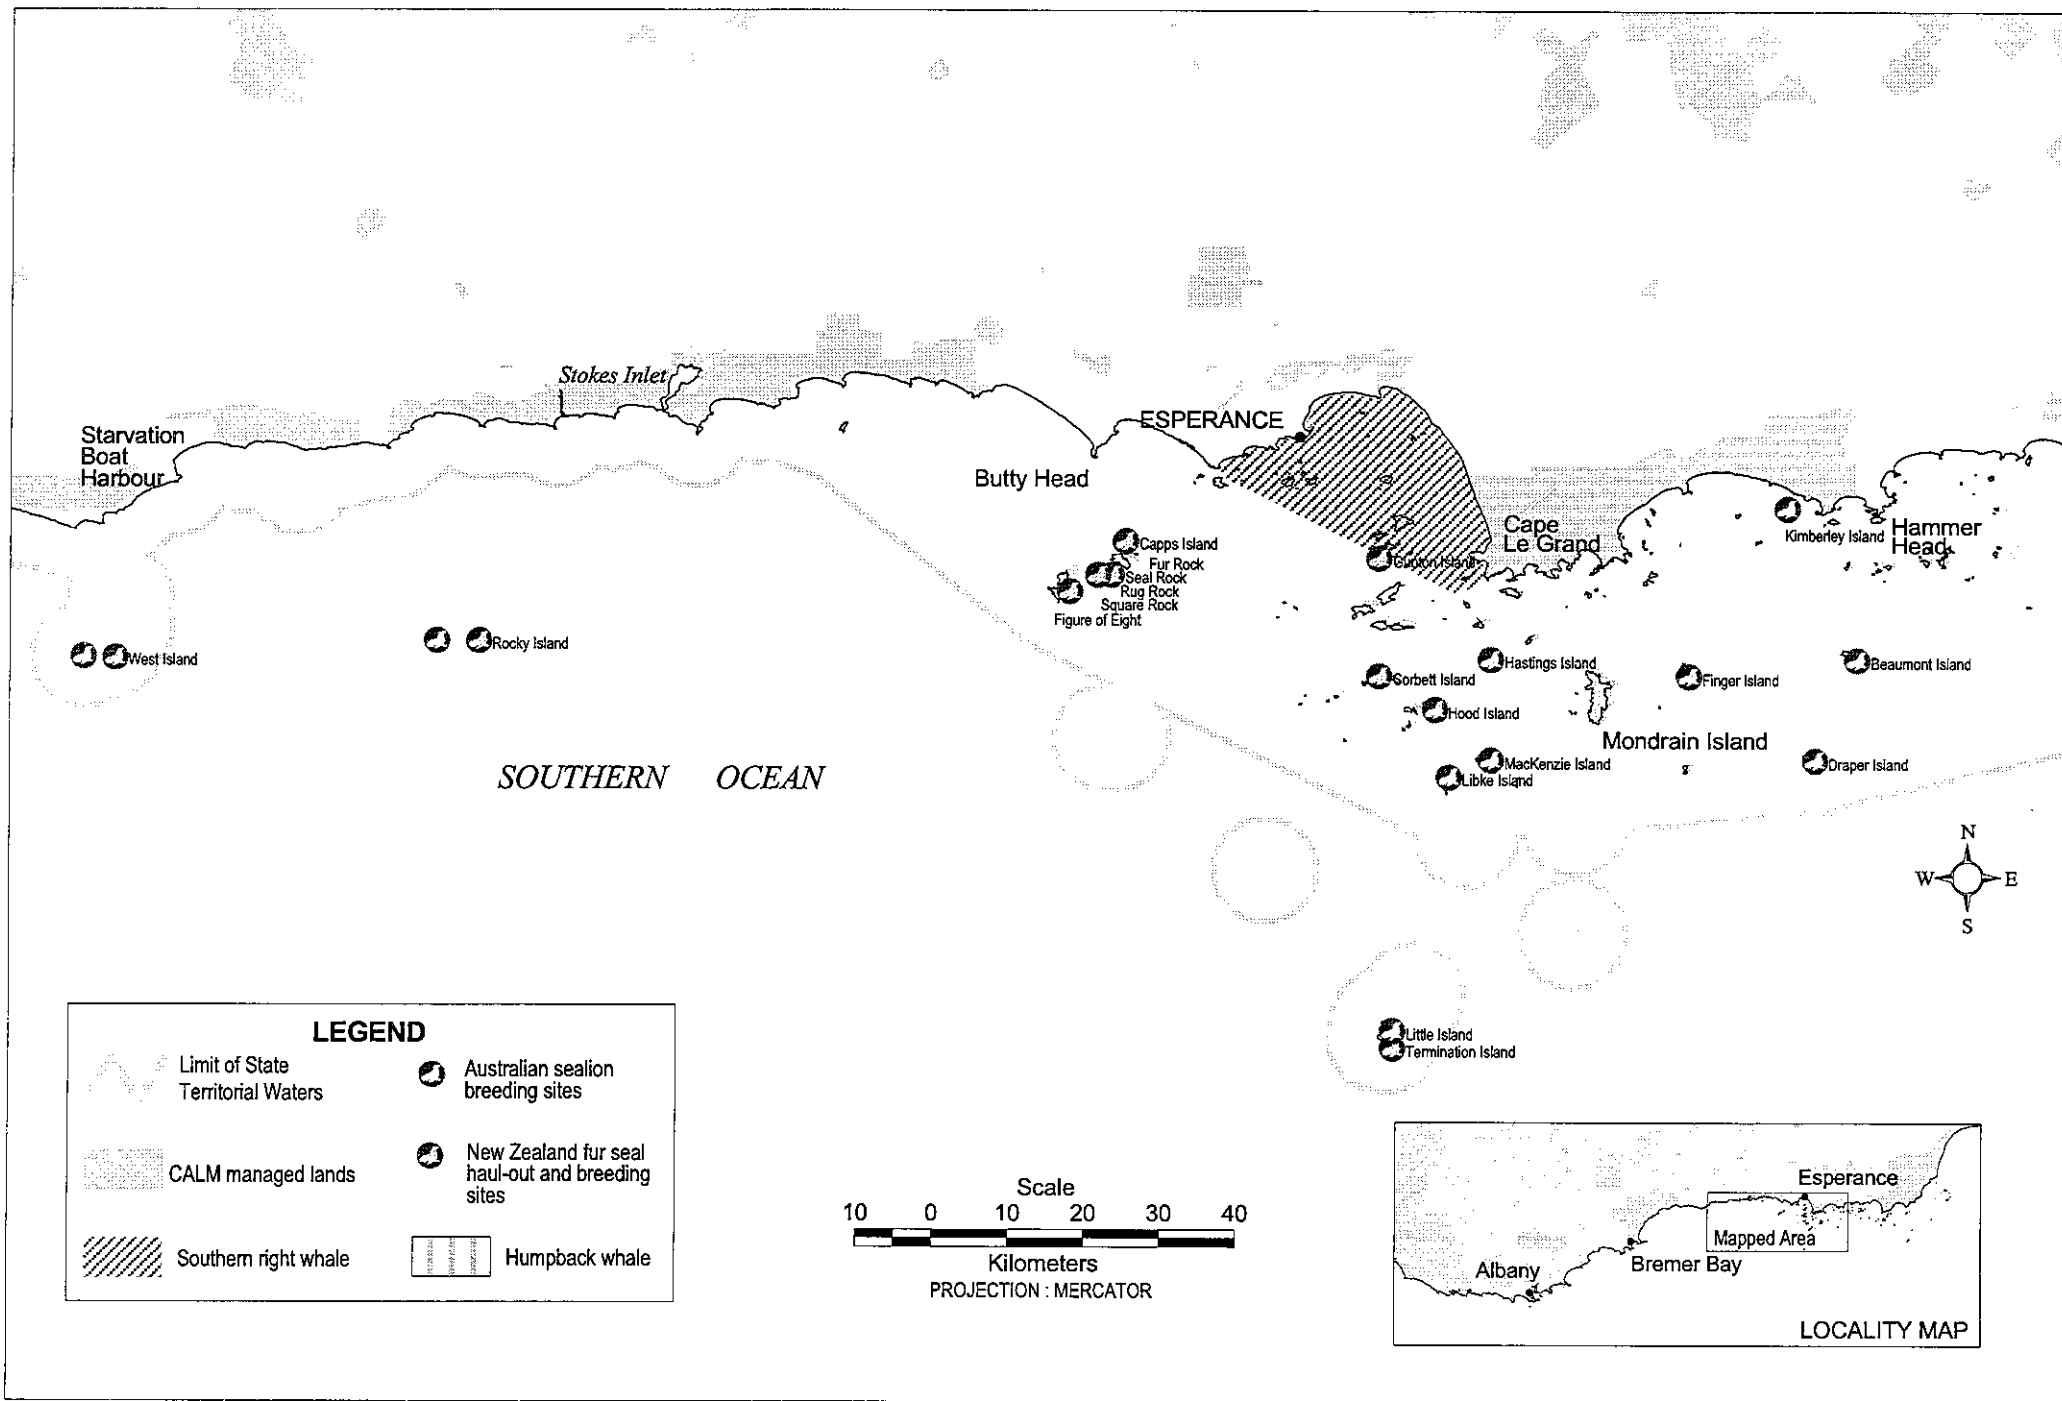 Stokes Inlet
Starvation
Boat
Harbour
ESPERANCE
Butty Head
Cape
Le Grand
Hammer
Head
Kimberley Island
Capps Island
Fur Rock
Seal Rock
Rug Rock
Square Rock
Figure of Eight
West Island
Rocky Island
Sorbett Island
Hastings Island
Finger Island
Beaumont Island
Hood Island
Mondrain Island
MacKenzie Island
Libke Island
Draper Island
SOUTHERN OCEAN
N
W E
S
Little Island
Termination Island
LEGEND
Limit of State
Territorial Waters
Australian sealion
breeding sites
CALM managed lands
New Zealand fur seal
haul-out and breeding
sites
Southern right whale
Humpback whale
Scale
10 0 10 20 30 40
Kilometers
PROJECTION : MERCATOR
Esperance
Mapped Area
Bremer Bay
Albany
LOCALITY MAP